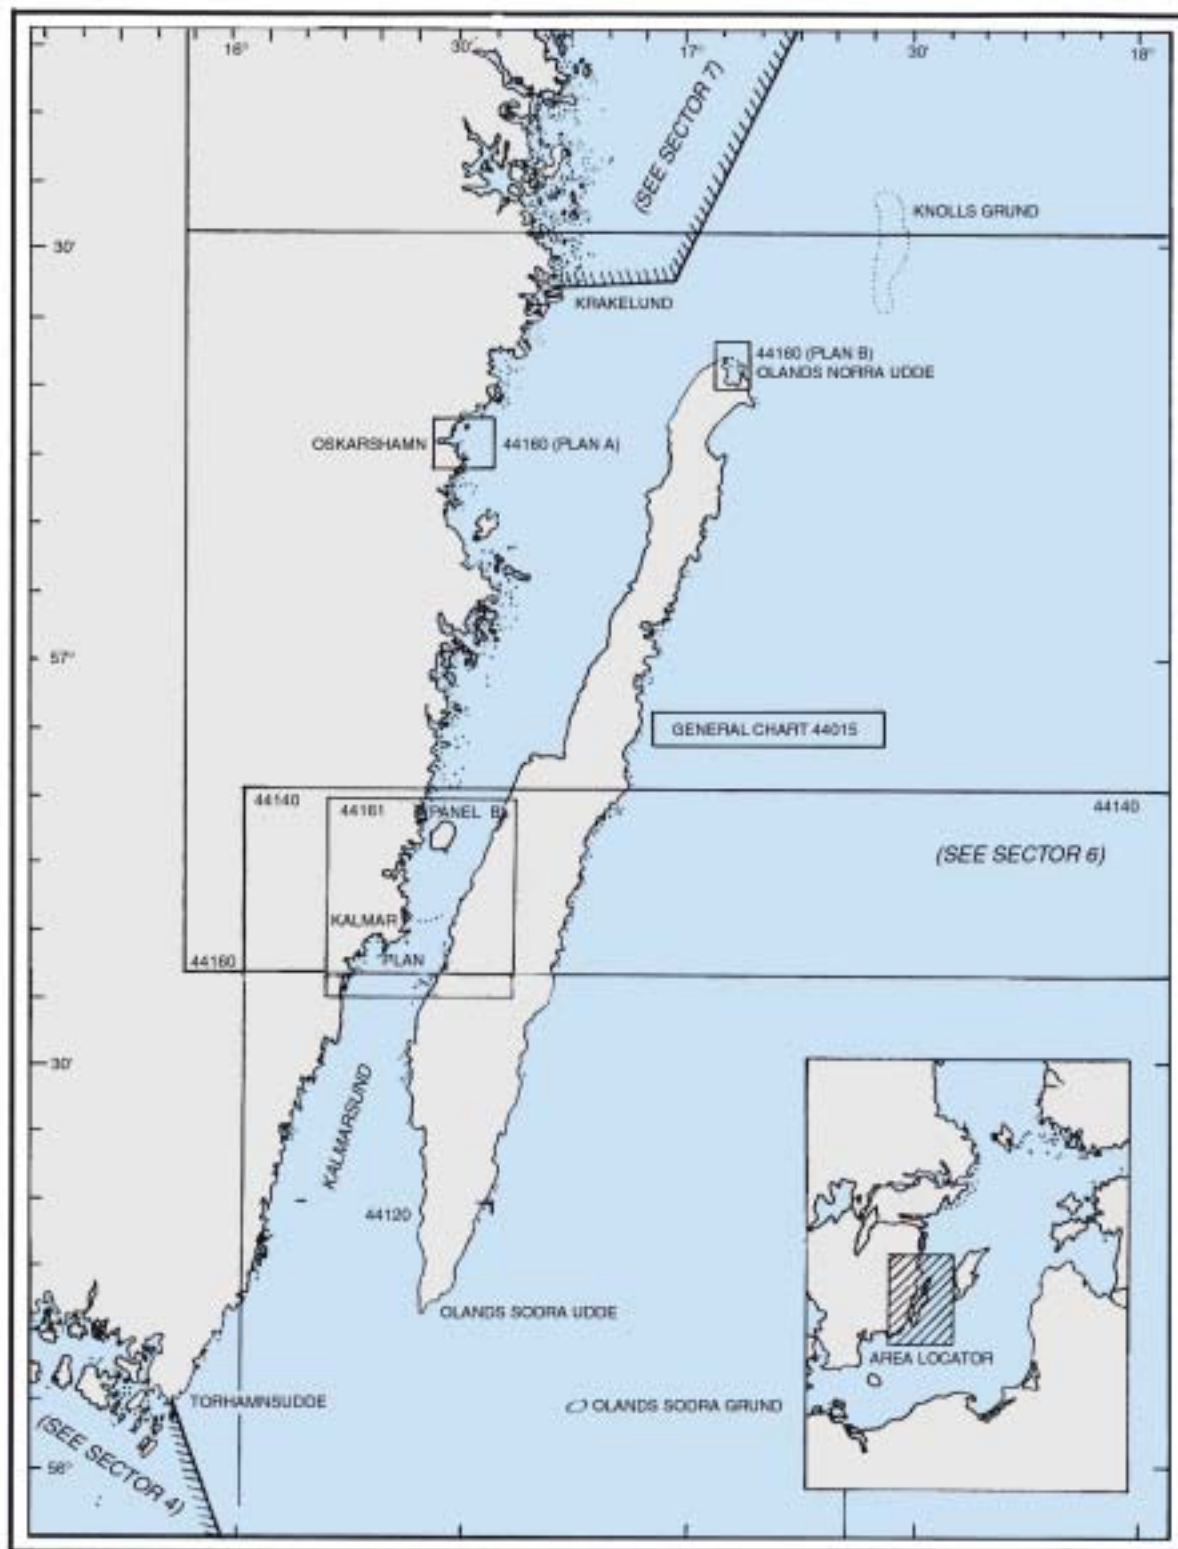 16°
30'
17°
30'
18°
(SEE SECTOR 7)
KNOLLS GRUND
30'
KRAKELUND
44160 (PLAN B)
OLANDS NORRA UDDE
OSKARSHAMN
44160 (PLAN A)
57°
GENERAL CHART 44015
44140
44161
(PANEL B)
44140
(SEE SECTOR 6)
KALMAR
PLAN
44160
30'
KALMARSUND
44120
OLANDS SODRA UDDE
AREA LOCATOR
TORHAMNSUDDE
OLANDS SODRA GRUND
(SEE SECTOR 4)
56°